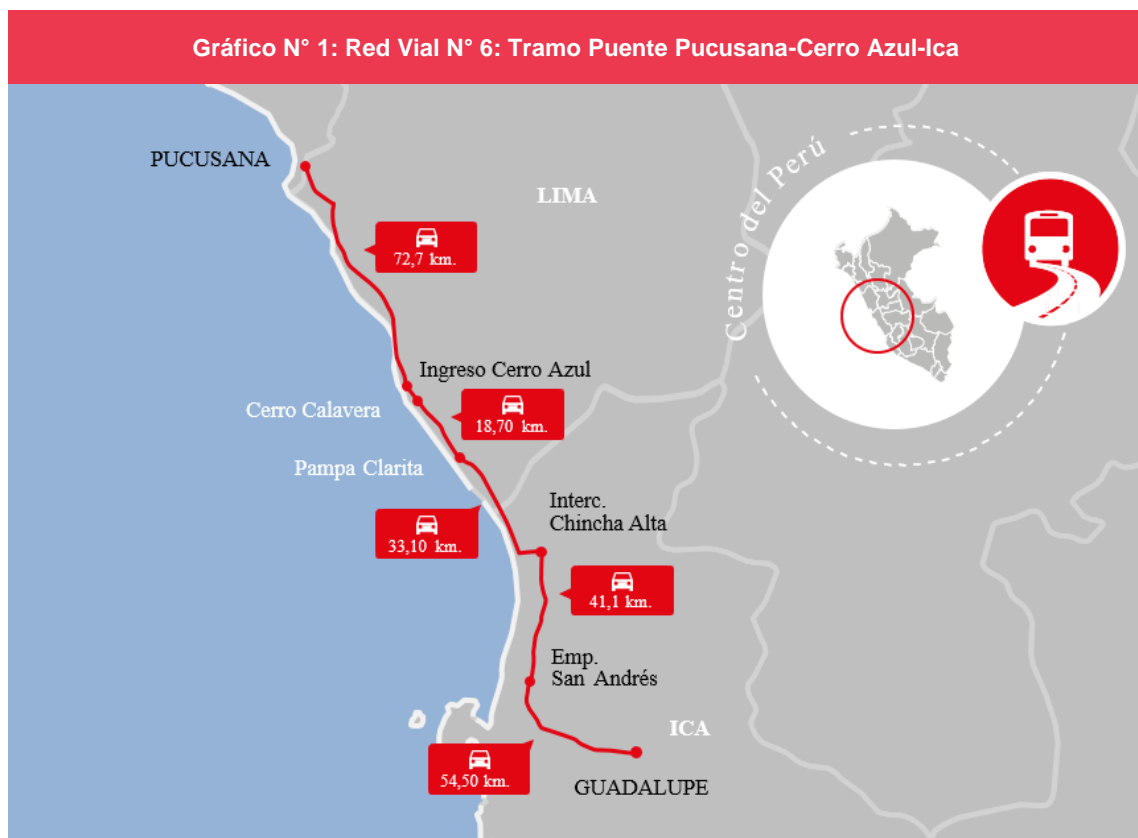 Gráfico N° 1: Red Vial N° 6: Tramo Puente Pucusana-Cerro Azul-Ica
PUCUSANA
LIMA
Centro del Perú
72,7 km.
Ingreso Cerro Azul
Cerro Calavera
18,70 km.
Pampa Clarita
Interc.
Chincha Alta
33,10 km.
41,1 km.
Emp.
San Andrés
ICA
54,50 km.
GUADALUPE